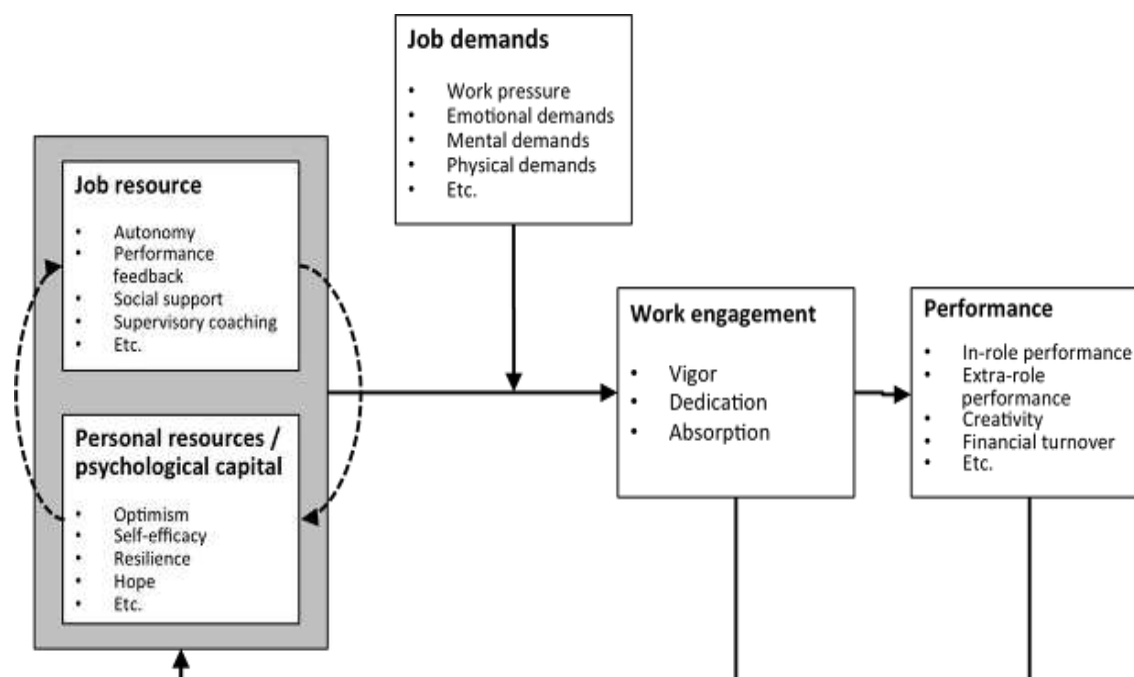 Job demands
• Work pressure
• Emotional demands
• Mental demands
• Physical demands
• Etc.
Job resource
• Autonomy
• Performance
feedback
• Social support
• Supervisory coaching
• Etc.
Personal resources /
psychological capital
• Optimism
• Self-efficacy
• Resilience
• Hope
• Etc.
Work engagement
• Vigor
• Dedication
• Absorption
Performance
• In-role performance
• Extra-role
performance
• Creativity
• Financial turnover
• Etc.